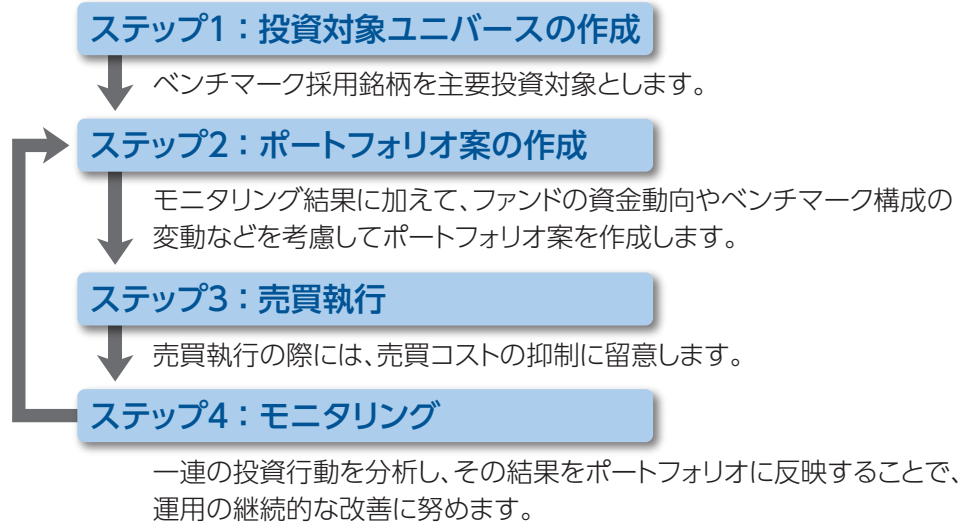 ステップ1：投資対象ユニバースの作成
ベンチマーク採用銘柄を主要投資対象とします。
ステップ2：ポートフォリオ案の作成
モニタリング結果に加えて、ファンドの資金動向やベンチマーク構成の
変動などを考慮してポートフォリオ案を作成します。
ステップ3：売買執行
売買執行の際には、売買コストの抑制に留意します。
ステップ4：モニタリング
一連の投資行動を分析し、その結果をポートフォリオに反映することで、
運用の継続的な改善に努めます。